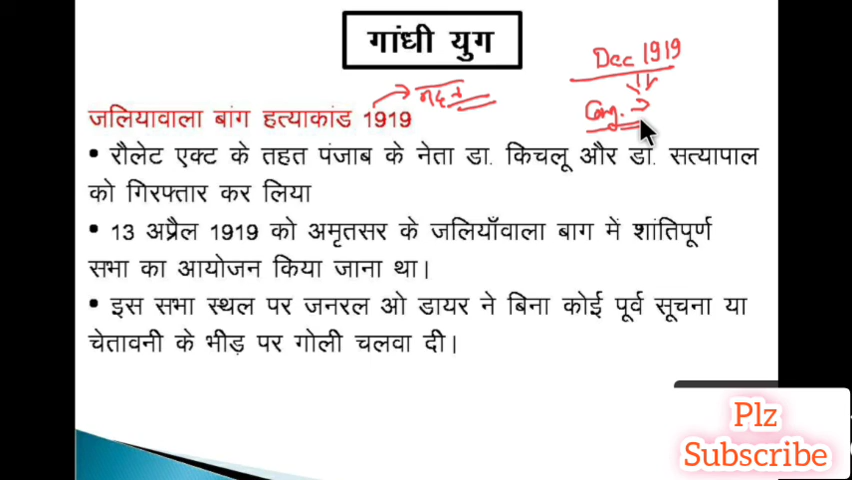 गांधी युग
Dec 1919
Cong.
जलियावाला बांग हत्याकांड 1919
• रौलेट एक्ट के तहत पंजाब के नेता डा. किचलू और डा. सत्यापाल
को गिरफ्तार कर लिया
• 13 अप्रैल 1919 को अमृतसर के जलियाँवाला बाग में शांतिपूर्ण
सभा का आयोजन किया जाना था।
• इस सभा स्थल पर जनरल ओ डायर ने बिना कोई पूर्व सूचना या
चेतावनी के भीड़ पर गोली चलवा दी।
Plz
Subscribe